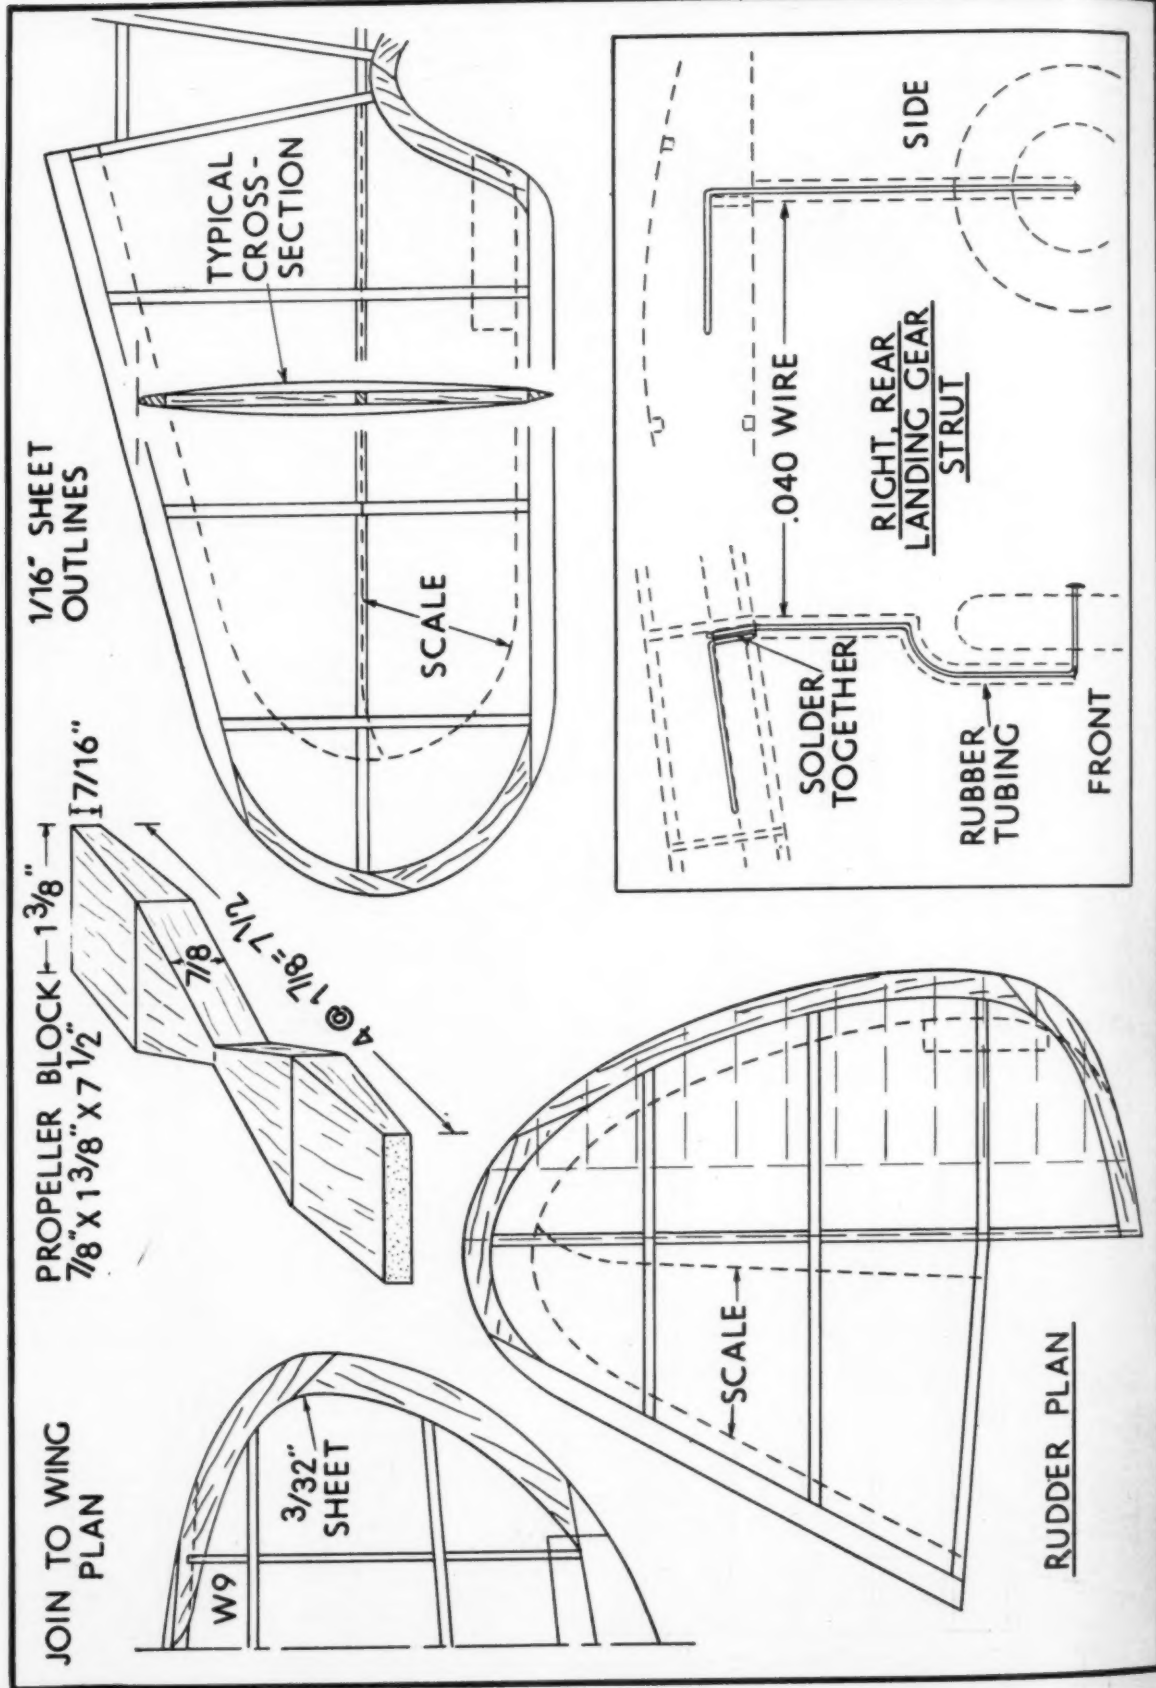 JOIN TO WING
PLAN
W9
3/32"
SHEET
PROPELLER BLOCK
7/8" X 1 3/8" X 7 1/2"
1 3/8"
7/16"
7/8
4 @ 1 7/8 = 7 1/2
1/16" SHEET
OUTLINES
TYPICAL
CROSS-
SECTION
SCALE
SCALE
RUDDER PLAN
SOLDER
TOGETHER
.040 WIRE
RUBBER
TUBING
FRONT
RIGHT, REAR
LANDING GEAR
STRUT
SIDE